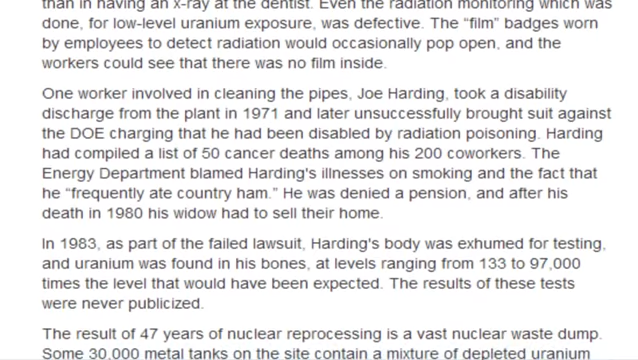 than in having an x-ray at the dentist. Even the radiation monitoring which was
done, for low-level uranium exposure, was defective. The “film” badges worn
by employees to detect radiation would occasionally pop open, and the
workers could see that there was no film inside.
One worker involved in cleaning the pipes, Joe Harding, took a disability
discharge from the plant in 1971 and later unsuccessfully brought suit against
the DOE charging that he had been disabled by radiation poisoning. Harding
had compiled a list of 50 cancer deaths among his 200 coworkers. The
Energy Department blamed Harding's illnesses on smoking and the fact that
he “frequently ate country ham.” He was denied a pension, and after his
death in 1980 his widow had to sell their home.
In 1983, as part of the failed lawsuit, Harding's body was exhumed for testing,
and uranium was found in his bones, at levels ranging from 133 to 97,000
times the level that would have been expected. The results of these tests
were never publicized.
The result of 47 years of nuclear reprocessing is a vast nuclear waste dump.
Some 30,000 metal tanks on the site contain a mixture of depleted uranium